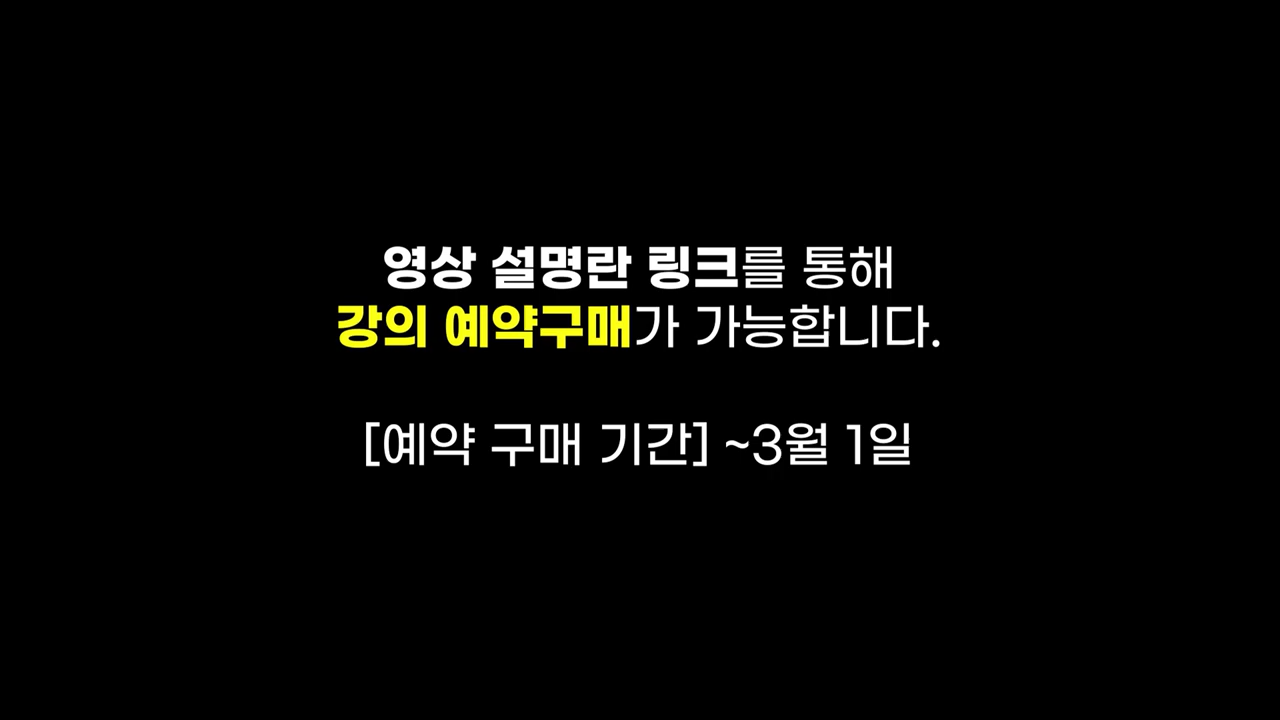 영상 설명란 링크를 통해
강의 예약구매가 가능합니다.
[예약 구매 기간] ~3월 1일